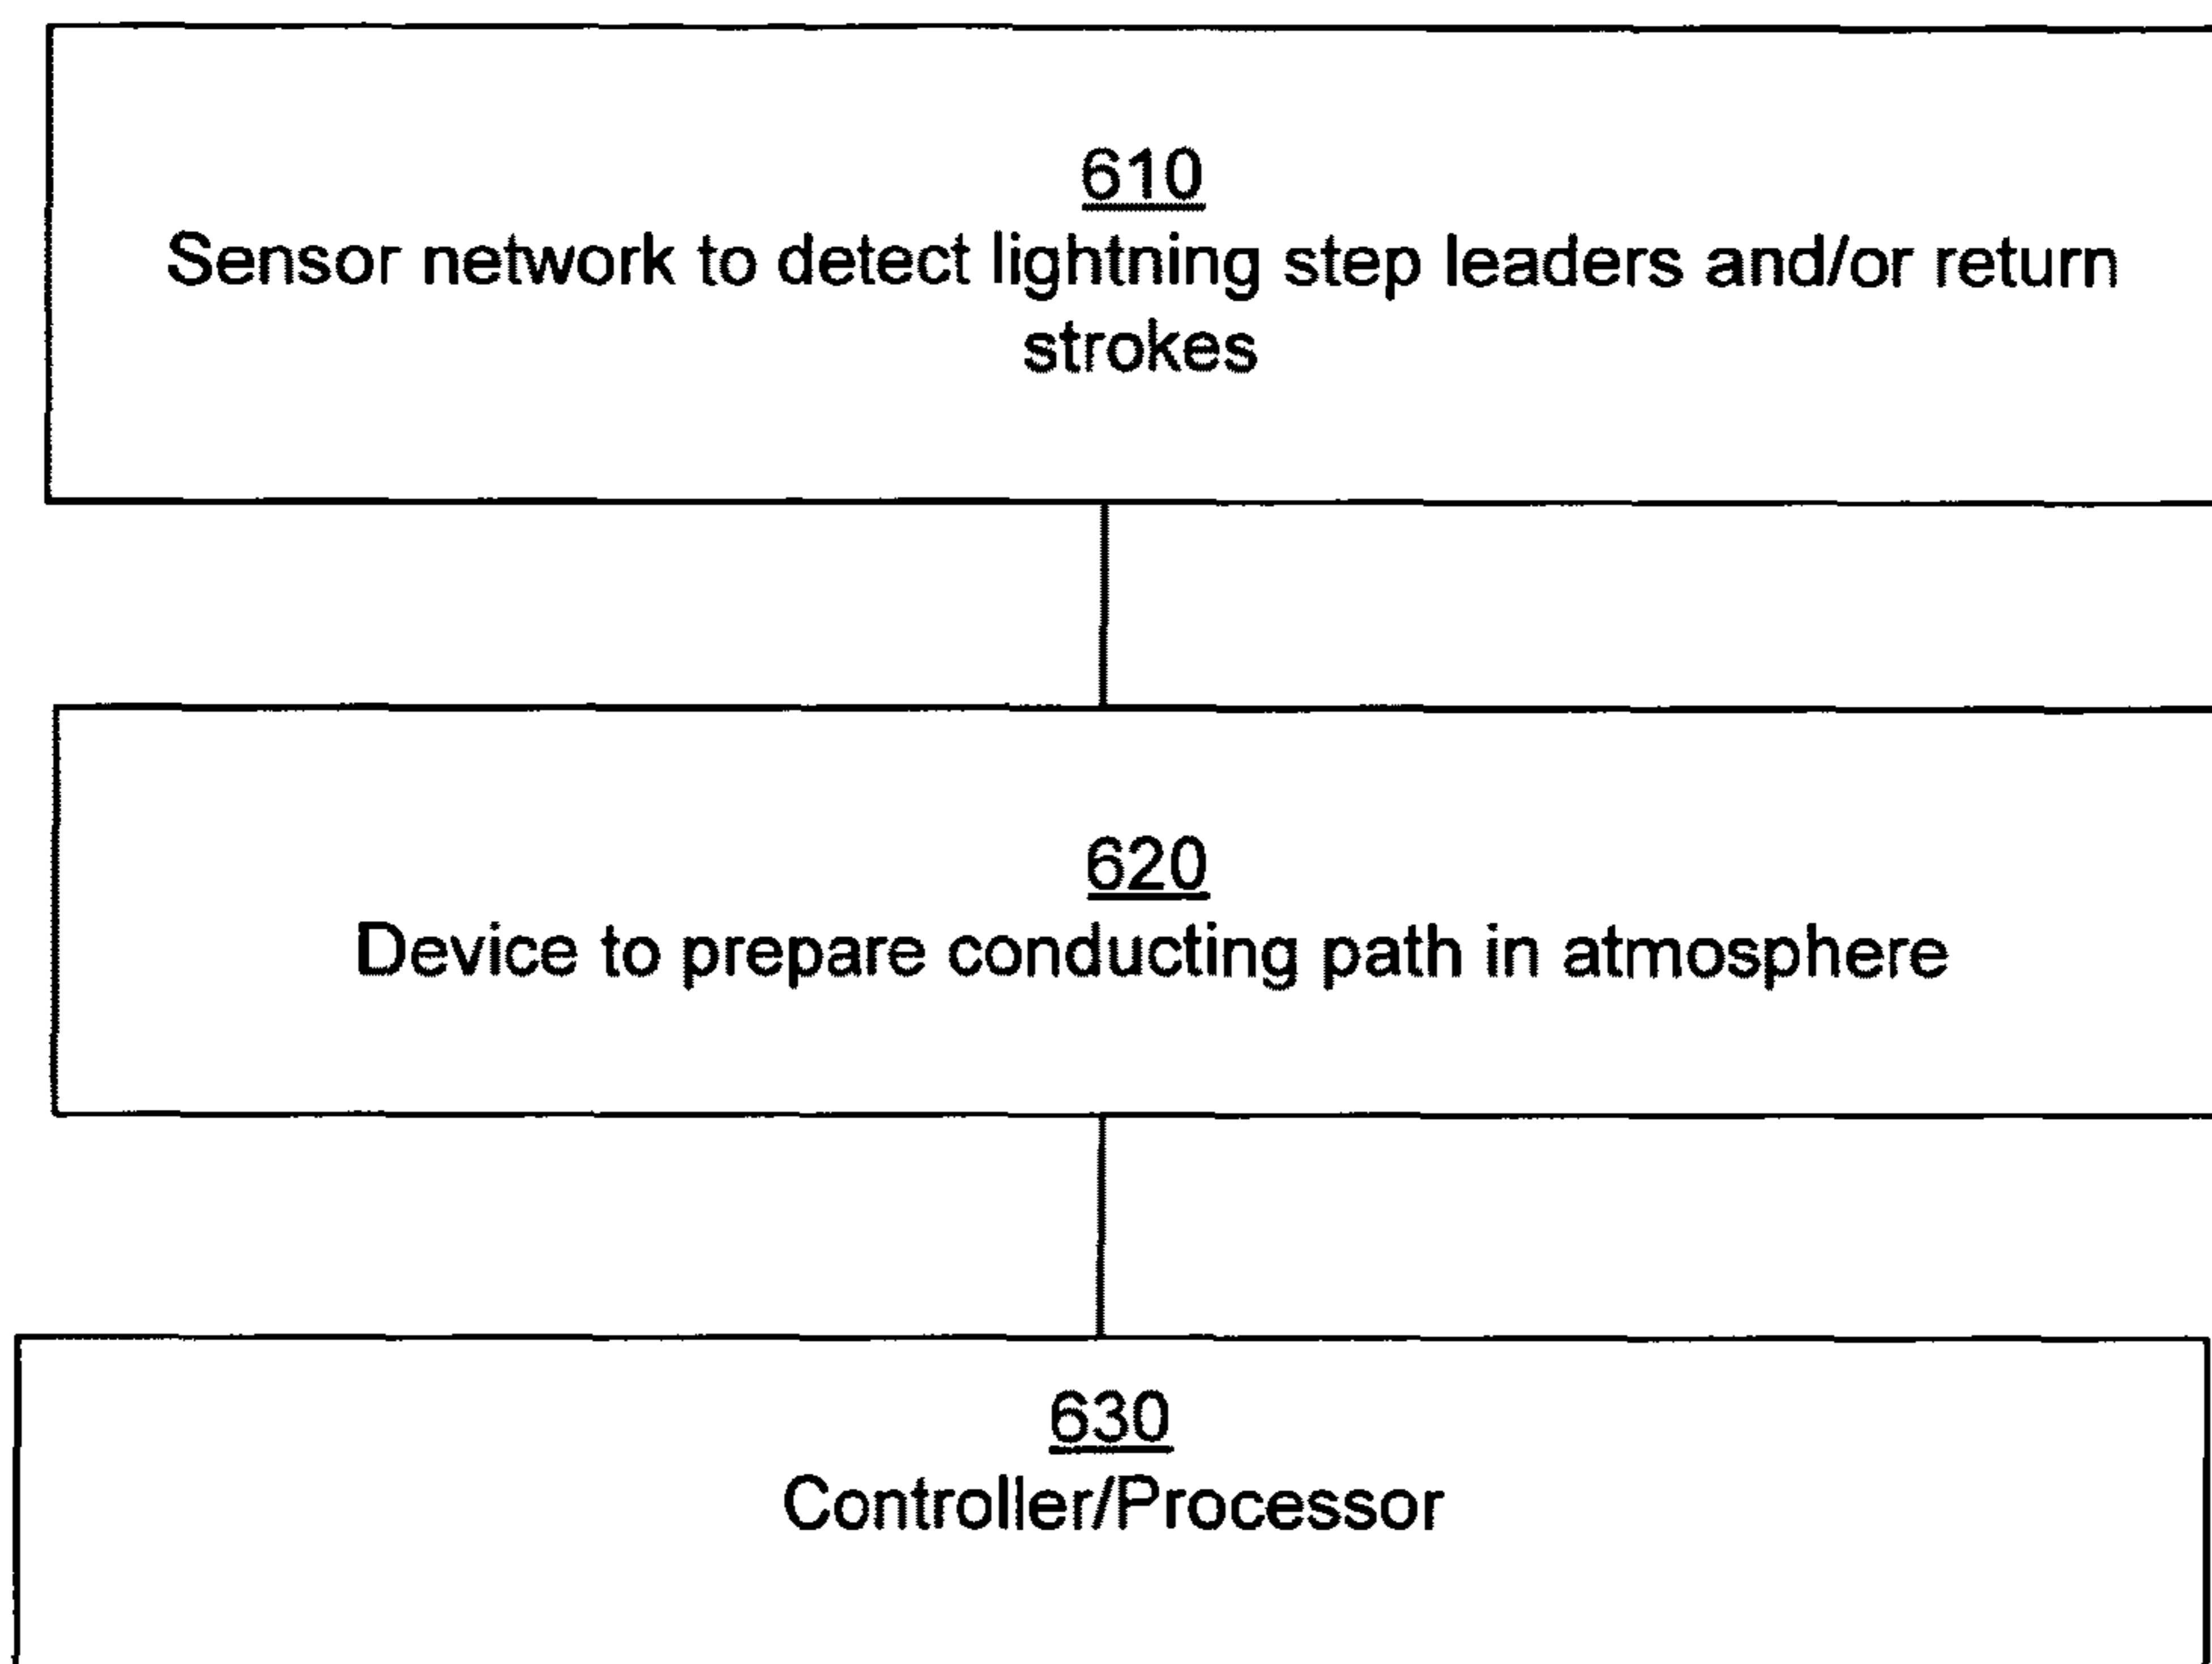 610
Sensor network to detect lightning step leaders and/or return
strokes
620
Device to prepare conducting path in atmosphere
630
Controller/Processor